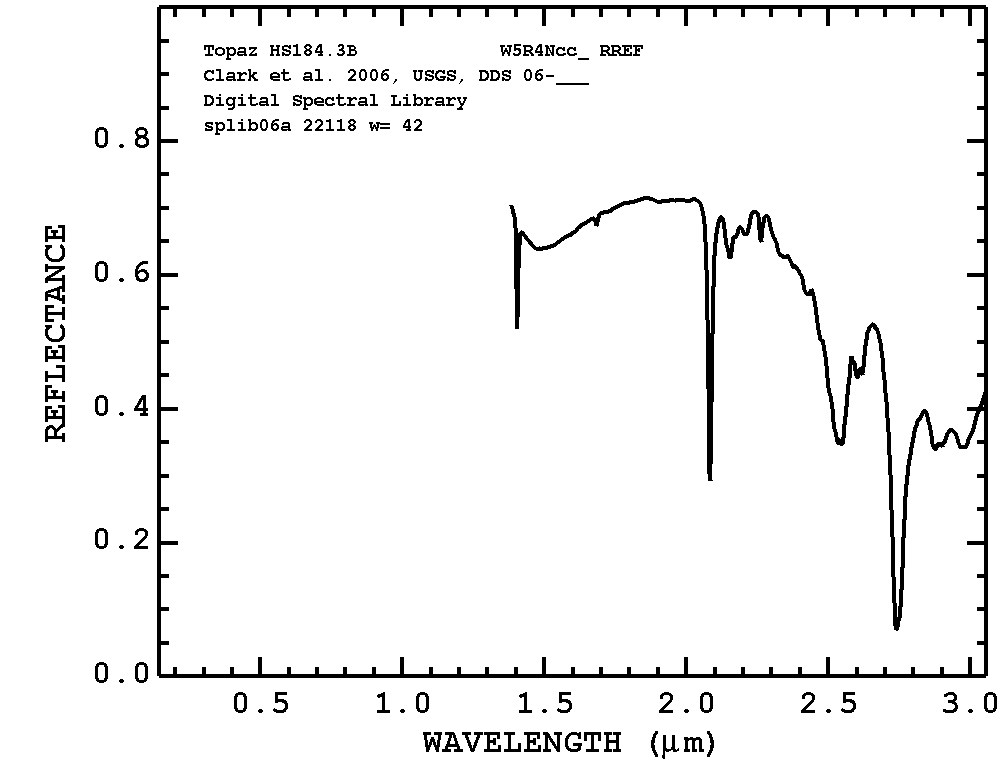 Topaz HS184.3B W5R4Ncc_ RREF
Clark et al. 2006, USGS, DDS 06-___
Digital Spectral Library
splib06a 22118 w= 42
0.8
0.6
0.4
0.2
0.0
REFLECTANCE
0.5 1.0 1.5 2.0 2.5 3.0
WAVELENGTH (μm)